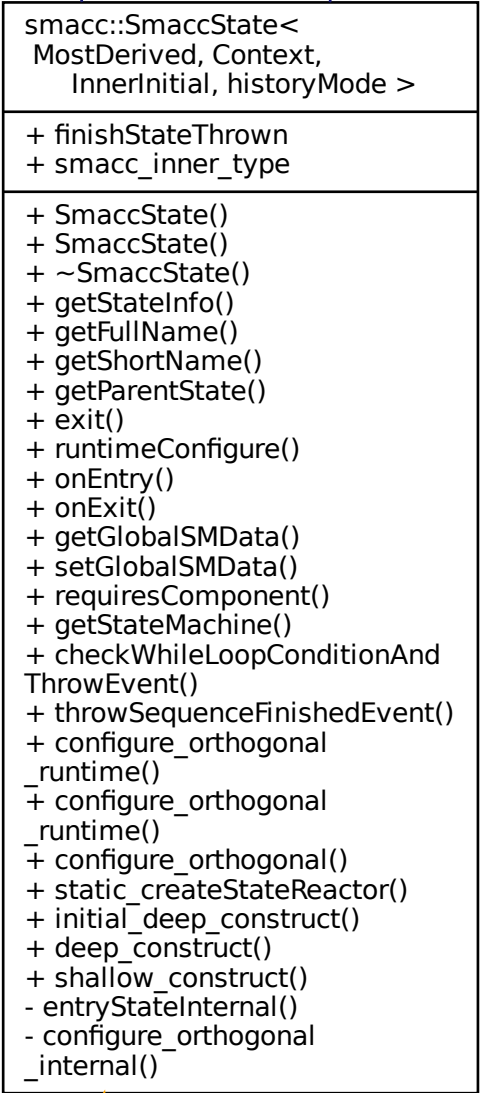 smacc::SmaccState<
MostDerived, Context,
InnerInitial, historyMode >
+ finishStateThrown
+ smacc_inner_type
+ SmaccState()
+ SmaccState()
+ ~SmaccState()
+ getStateInfo()
+ getFullName()
+ getShortName()
+ getParentState()
+ exit()
+ runtimeConfigure()
+ onEntry()
+ onExit()
+ getGlobalSMData()
+ setGlobalSMData()
+ requiresComponent()
+ getStateMachine()
+ checkWhileLoopConditionAnd
ThrowEvent()
+ throwSequenceFinishedEvent()
+ configure_orthogonal
_runtime()
+ configure_orthogonal
_runtime()
+ configure_orthogonal()
+ static_createStateReactor()
+ initial_deep_construct()
+ deep_construct()
+ shallow_construct()
- entryStateInternal()
- configure_orthogonal
_internal()